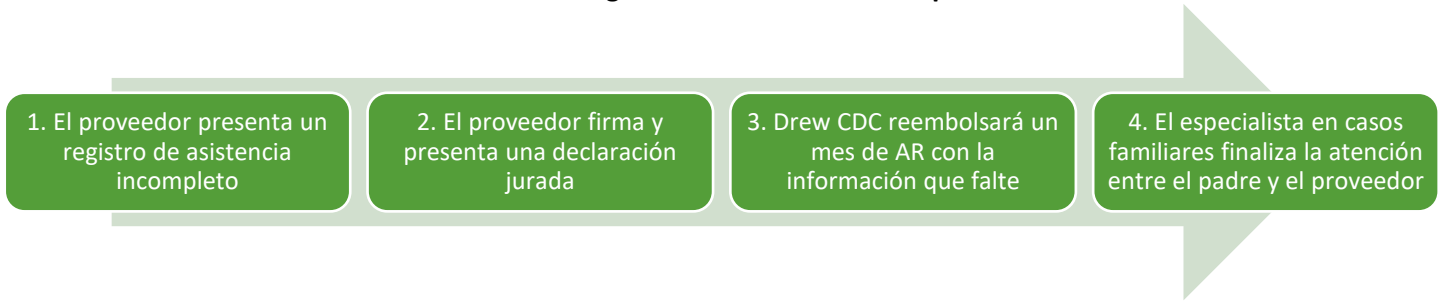 1. El proveedor presenta un
registro de asistencia
incompleto
2. El proveedor firma y
presenta una declaración
jurada
3. Drew CDC reembolsará un
mes de AR con la
información que falte
4. El especialista en casos
familiares finaliza la atención
entre el padre y el proveedor